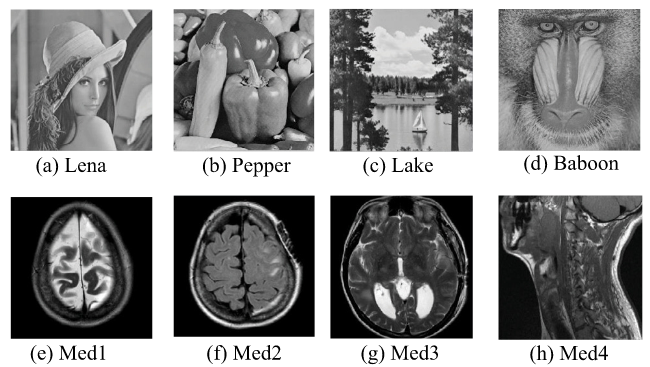 (a) Lena
(b) Pepper
(c) Lake
(d) Baboon
(e) Med1
(f) Med2
(g) Med3
(h) Med4